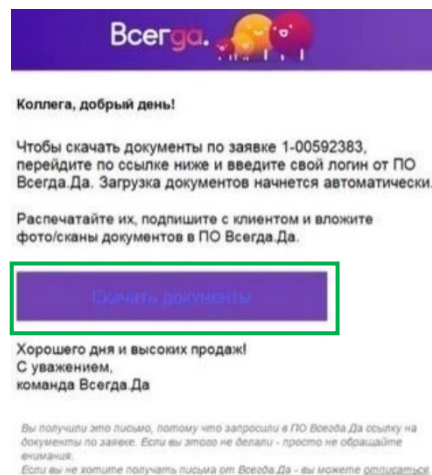 Всегда.
Коллега, добрый день!
Чтобы скачать документы по заявке 1-00592383,
перейдите по ссылке ниже и введите свой логин от ПО
Всегда.Да. Загрузка документов начнется автоматически.
Распечатайте их, подпишите с клиентом и вложите
фото/сканы документов в ПО Всегда.Да.
Скачать документы
Хорошего дня и высоких продаж!
С уважением,
команда Всегда.Да
Вы получили это письмо, потому что запросили в ПО Всегда.Да ссылку на
документы по заявке. Если вы этого не делали - просто не обращайте
внимания.
Если вы не хотите получать письма от Всегда.Да - вы можете отписаться